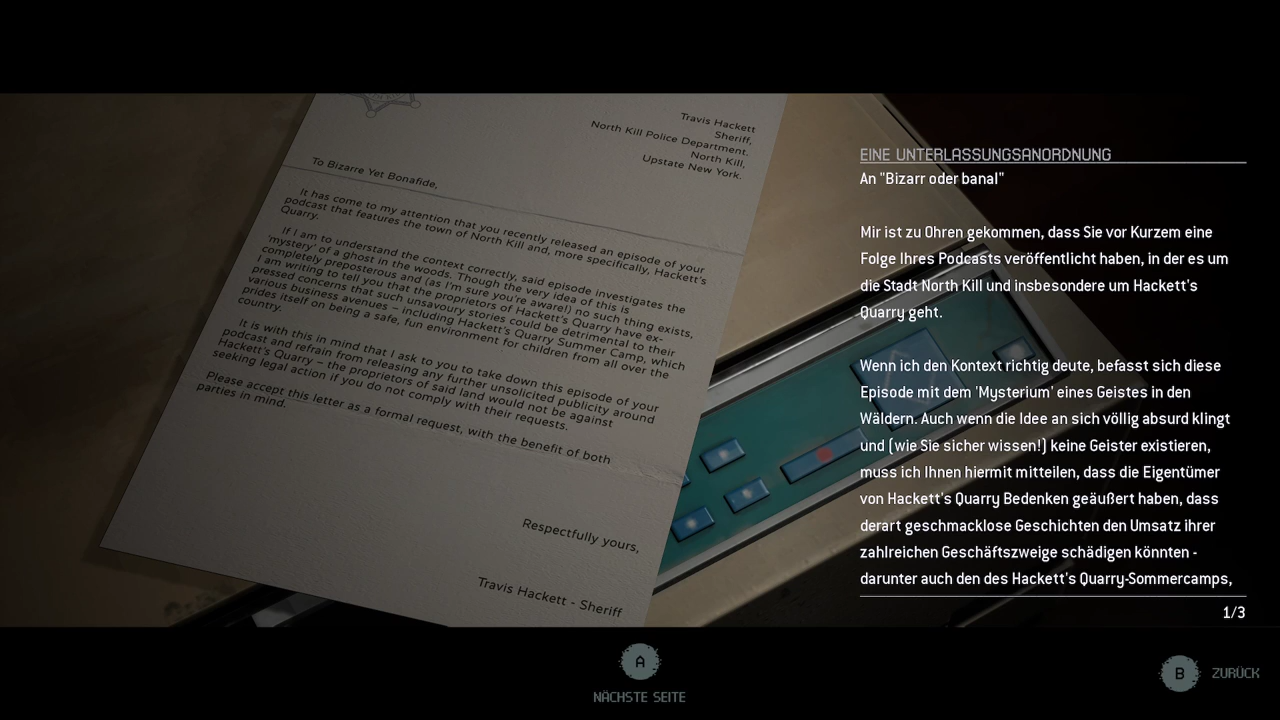 Travis Hackett
Sheriff,
North Kill Police Department.
North Kill,
Upstate New York.
To Bizarre Yet Bonafide,
It has come to my attention that you recently released an episode of your
podcast that features the town of North Kill and, more specifically, Hackett's
Quarry.
If I am to understand the context correctly, said episode investigates the
'mystery' of a ghost in the woods. Though the very idea of this is
completely preposterous and (as I'm sure you're aware!) no such thing exists,
I am writing to tell you that the proprietors of Hackett's Quarry have ex-
pressed concerns that such unsavoury stories could be detrimental to their
various business avenues – including Hackett's Quarry Summer Camp, which
prides itself on being a safe, fun environment for children from all over the
country.
It is with this in mind that I ask to you to take down this episode of your
podcast and refrain from releasing any further unsolicited publicity around
Hackett's Quarry – the proprietors of said land would not be against
seeking legal action if you do not comply with their requests.
Please accept this letter as a formal request, with the benefit of both
parties in mind.
Respectfully yours,
Travis Hackett - Sheriff
EINE UNTERLASSUNGSANORDNUNG
An "Bizarr oder banal"
Mir ist zu Ohren gekommen, dass Sie vor Kurzem eine
Folge Ihres Podcasts veröffentlicht haben, in der es um
die Stadt North Kill und insbesondere um Hackett's
Quarry geht.
Wenn ich den Kontext richtig deute, befasst sich diese
Episode mit dem 'Mysterium' eines Geistes in den
Wäldern. Auch wenn die Idee an sich völlig absurd klingt
und (wie Sie sicher wissen!) keine Geister existieren,
muss ich Ihnen hiermit mitteilen, dass die Eigentümer
von Hackett's Quarry Bedenken geäußert haben, dass
derart geschmacklose Geschichten den Umsatz ihrer
zahlreichen Geschäftszweige schädigen könnten -
darunter auch den des Hackett's Quarry-Sommercamps,
1/3
A
NÄCHSTE SEITE
B ZURÜCK